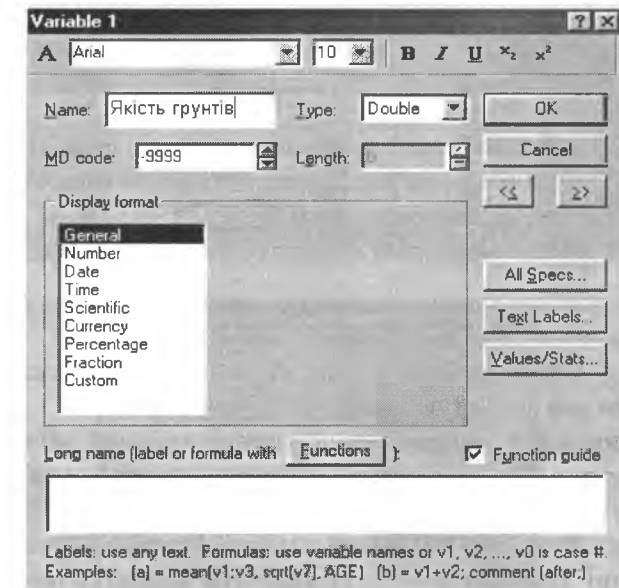 Variable 1
A Arial 10 B I U x₂ x²
Name: Якість грунтів Type: Double OK
MD code: -9999 Length: Cancel
<< >>
Display format
General
Number
Date
Time
Scientific
Currency
Percentage
Fraction
Custom
All Specs...
Text Labels...
Values/Stats...
Long name (label or formula with Functions ): Function guide
Labels: use any text. Formulas: use variable names or v1, v2, ..., v0 is case #.
Examples: (a) = mean(v1:v3, sqrt(v7), AGE) (b) = v1+v2; comment (after;)